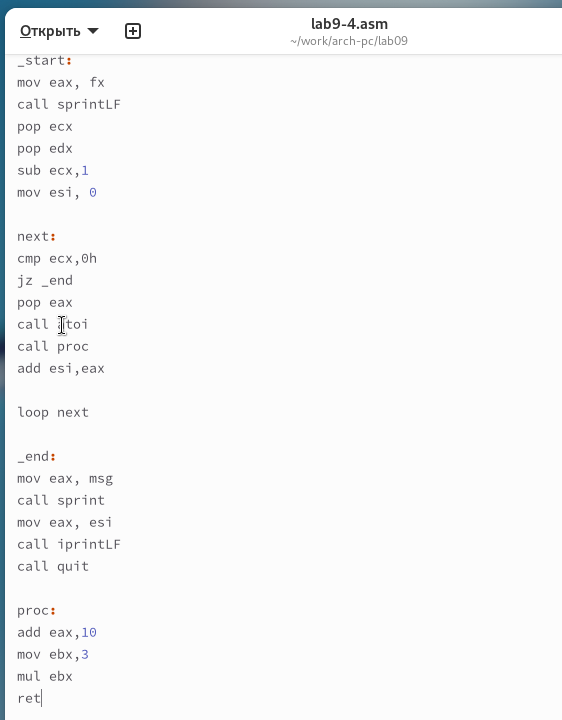 Открыть
lab9-4.asm
~/work/arch-pc/lab09
_start:
mov eax, fx
call sprintLF
pop ecx
pop edx
sub ecx,1
mov esi, 0
next:
cmp ecx,0h
jz _end
pop eax
call atoi
call proc
add esi,eax
loop next
_end:
mov eax, msg
call sprint
mov eax, esi
call iprintLF
call quit
proc:
add eax,10
mov ebx,3
mul ebx
ret